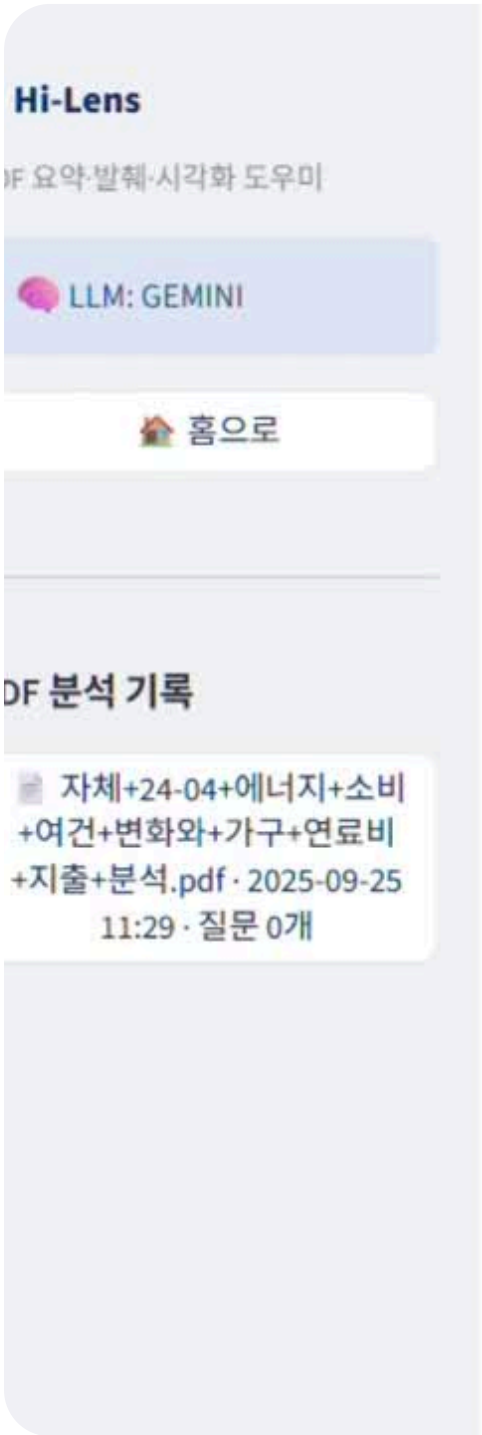 Hi-Lens
DF 요약·발췌·시각화 도우미
🧠 LLM: GEMINI
🏠 홈으로
DF 분석 기록
📄 자체+24-04+에너지+소비
+여건+변화와+가구+연료비
+지출+분석.pdf · 2025-09-25
11:29 · 질문 0개